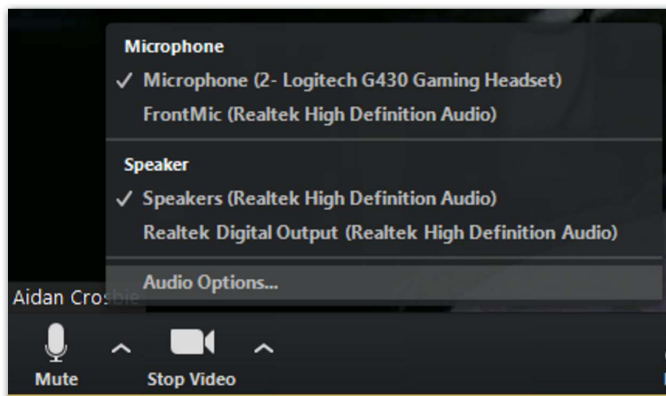 Microphone
Microphone (2- Logitech G430 Gaming Headset)
FrontMic (Realtek High Definition Audio)
Speaker
Speakers (Realtek High Definition Audio)
Realtek Digital Output (Realtek High Definition Audio)
Audio Options...
Aidan Crosbie
Mute
Stop Video